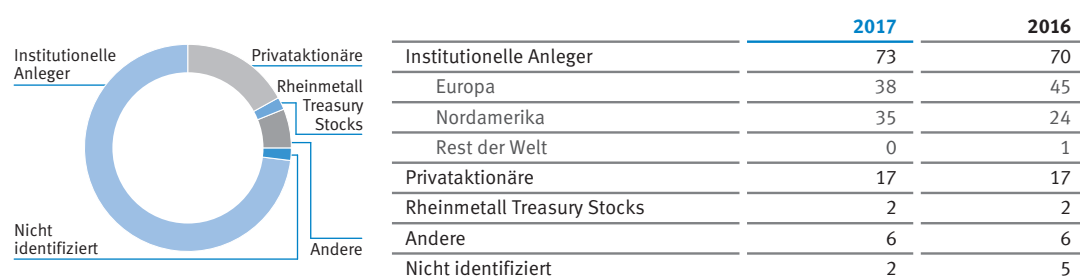 Institutionelle
Anleger
Privataktionäre
Rheinmetall
Treasury
Stocks
Andere
Nicht
identifiziert
2017 2016
Institutionelle Anleger 73 70
Europa 38 45
Nordamerika 35 24
Rest der Welt 0 1
Privataktionäre 17 17
Rheinmetall Treasury Stocks 2 2
Andere 6 6
Nicht identifiziert 2 5